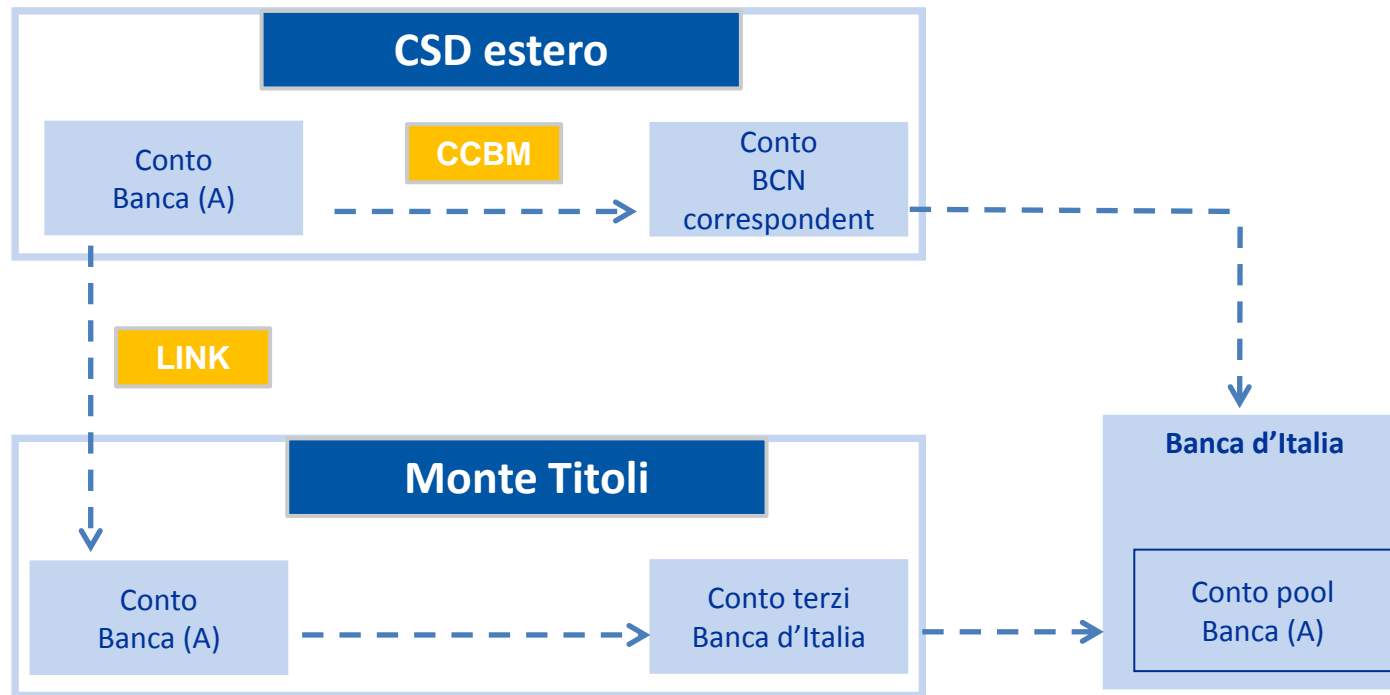 CSD estero
Conto
Banca (A)
CCBM
Conto
BCN
correspondent
LINK
Monte Titoli
Banca d’Italia
Conto
Banca (A)
Conto terzi
Banca d’Italia
Conto pool
Banca (A)